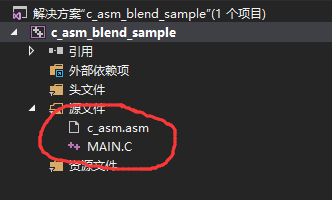 解决方案"c_asm_blend_sample"(1 个项目)
c_asm_blend_sample
引用
外部依赖项
头文件
源文件
c_asm.asm
MAIN.C
资源文件